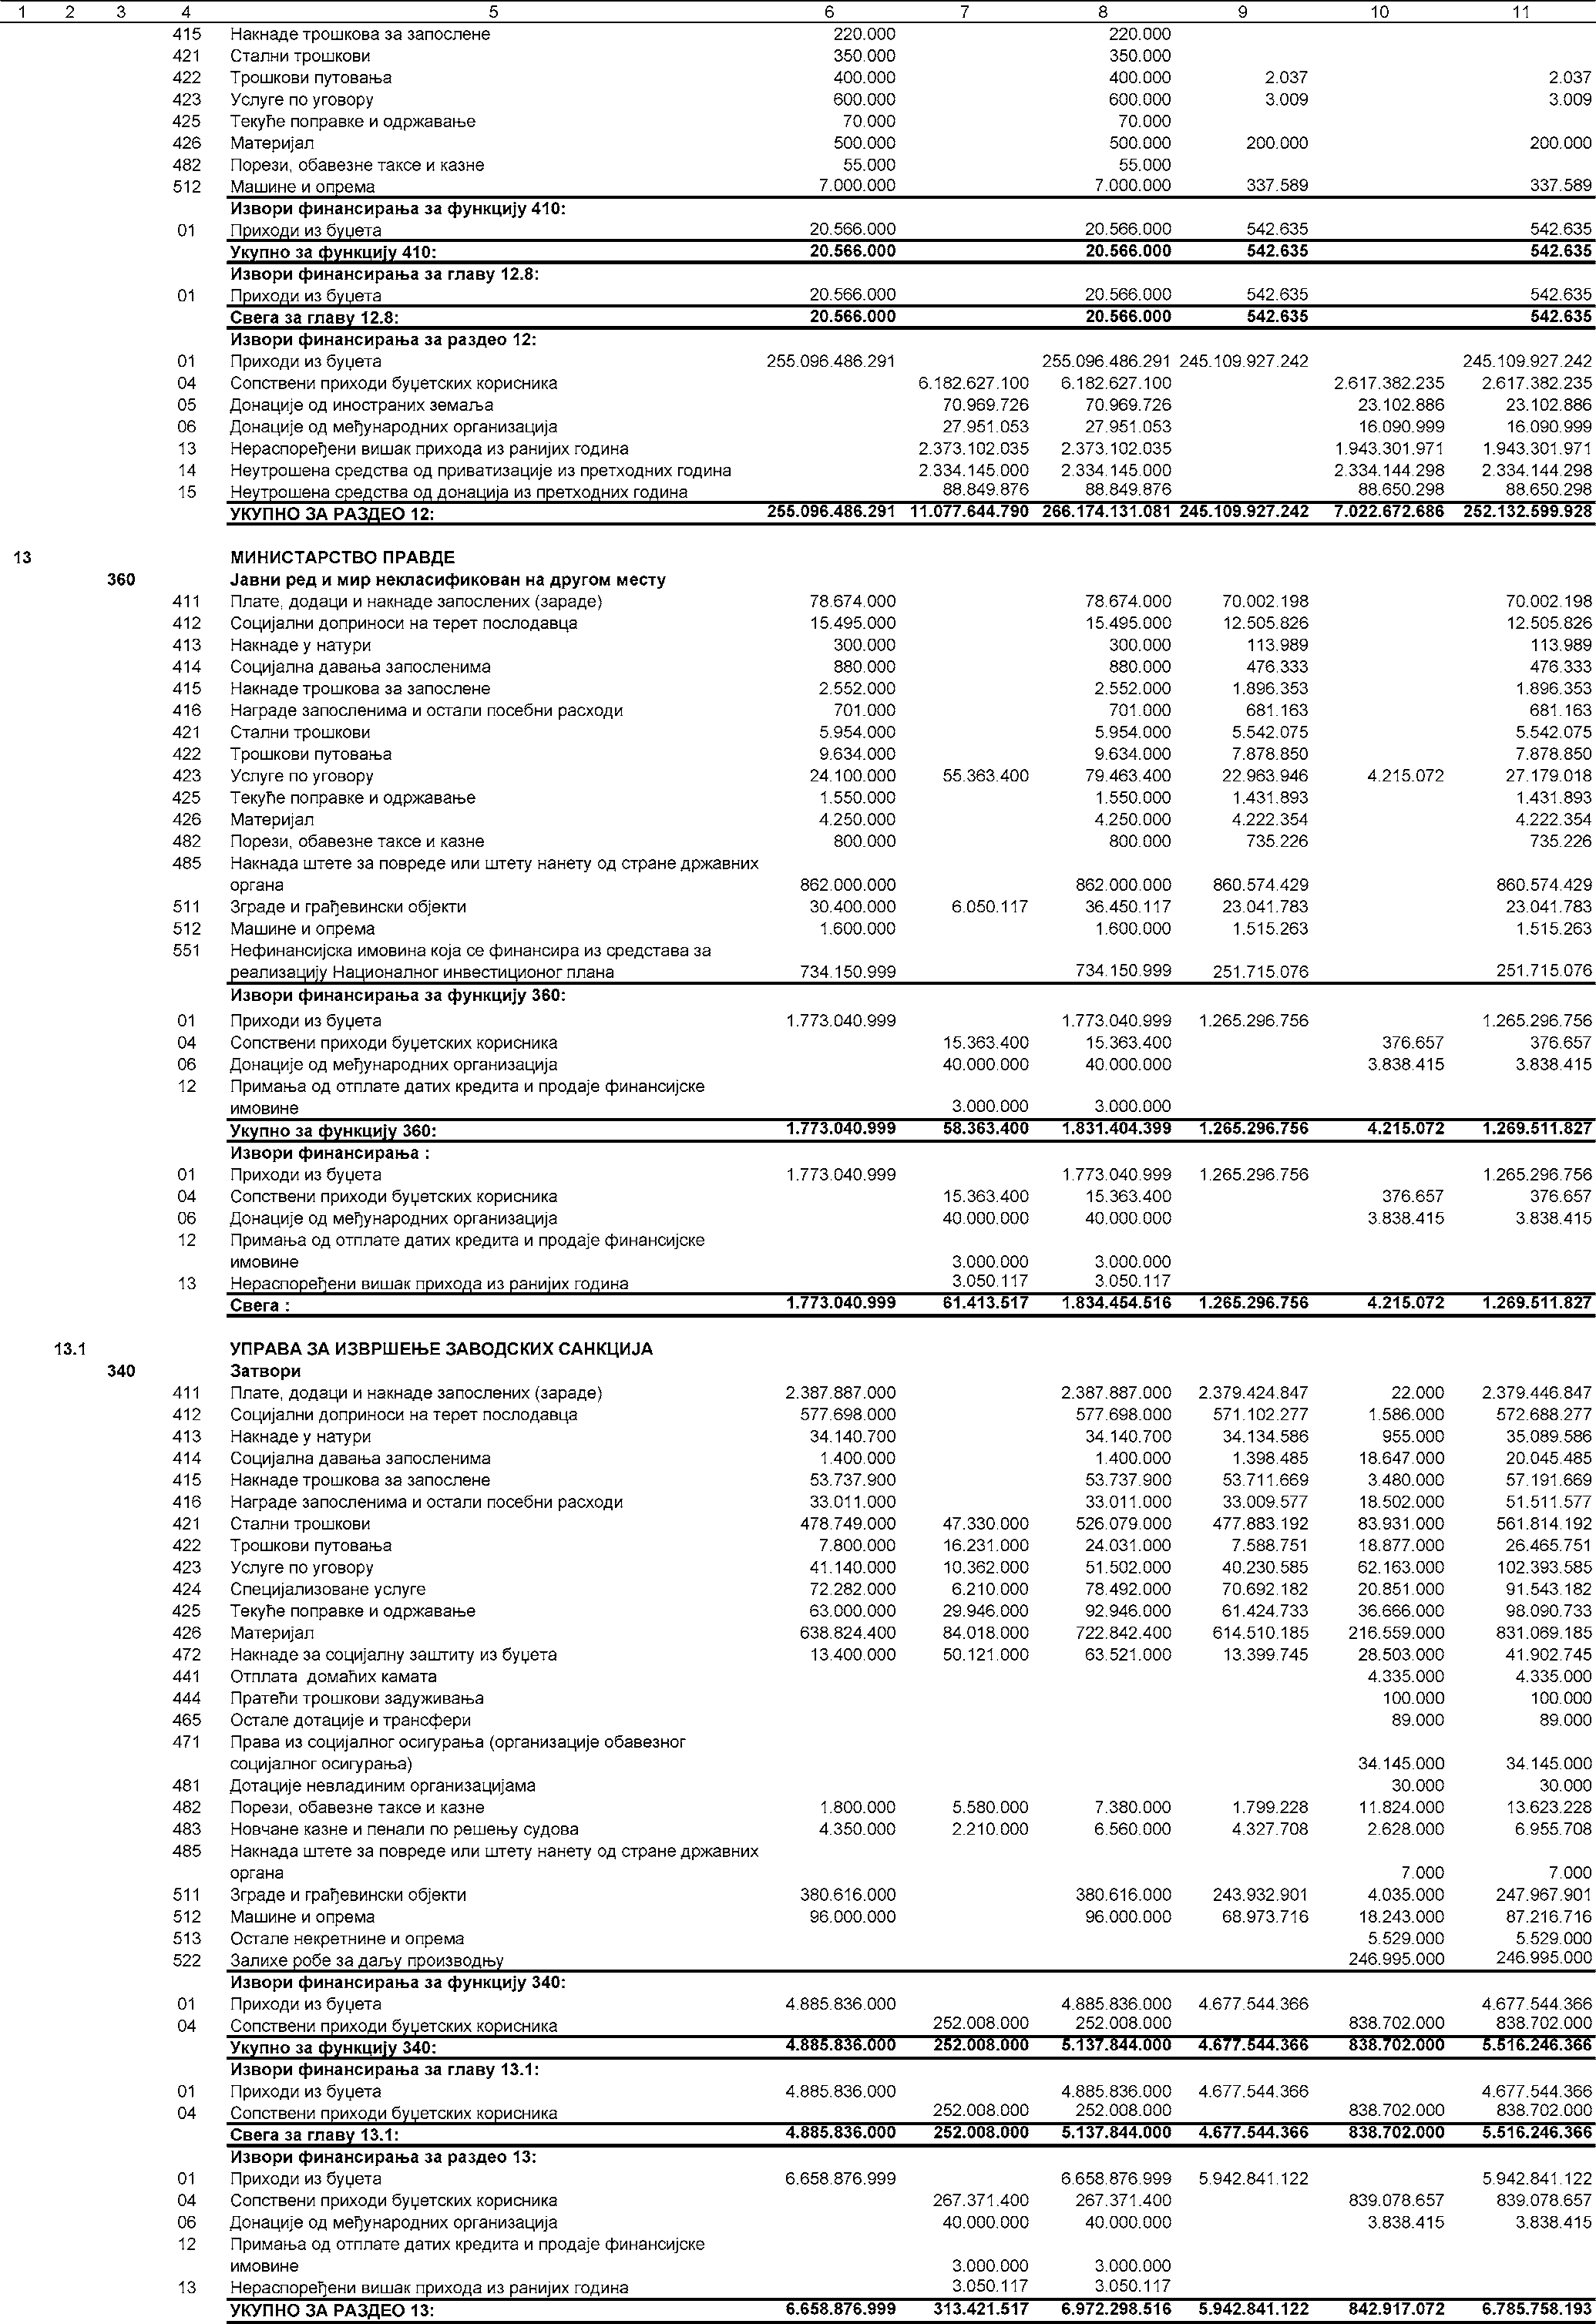 1 2 3 4 5 6 7 8 9 10 11
415 Накнаде трошкова за запослене 220.000 220.000
421 Стални трошкови 350.000 350.000
422 Трошкови путовања 400.000 400.000 2.037 2.037
423 Услуге по уговору 600.000 600.000 3.009 3.009
425 Текуће поправке и одржавање 70.000 70.000
426 Материјал 500.000 500.000 200.000 200.000
482 Порези, обавезне таксе и казне 55.000 55.000
512 Машине и опрема 7.000.000 7.000.000 337.589 337.589
Извори финансирања за функцију 410:
01 Приходи из буџета 20.566.000 20.566.000 542.635 542.635
Укупно за функцију 410: 20.566.000 20.566.000 542.635 542.635
Извори финансирања за главу 12.8:
01 Приходи из буџета 20.566.000 20.566.000 542.635 542.635
Свега за главу 12.8: 20.566.000 20.566.000 542.635 542.635
Извори финансирања за раздео 12:
01 Приходи из буџета 255.096.486.291 255.096.486.291 245.109.927.242 245.109.927.242
04 Сопствени приходи буџетских корисника 6.182.627.100 6.182.627.100 2.617.382.235 2.617.382.235
05 Донације од иностраних земаља 70.969.726 70.969.726 23.102.886 23.102.886
06 Донације од међународних организација 27.951.053 27.951.053 16.090.999 16.090.999
13 Нераспоређени вишак прихода из ранијих година 2.373.102.035 2.373.102.035 1.943.301.971 1.943.301.971
14 Неутрошена средства од приватизације из претходних година 2.334.145.000 2.334.145.000 2.334.144.298 2.334.144.298
15 Неутрошена средства од донација из претходних година 88.849.876 88.849.876 88.650.298 88.650.298
УКУПНО ЗА РАЗДЕО 12: 255.096.486.291 11.077.644.790 266.174.131.081 245.109.927.242 7.022.672.686 252.132.599.928
13 МИНИСТАРСТВО ПРАВДЕ
360 Јавни ред и мир некласификован на другом месту
411 Плате, додаци и накнаде запослених (зараде) 78.674.000 78.674.000 70.002.198 70.002.198
412 Социјални доприноси на терет послодавца 15.495.000 15.495.000 12.505.826 12.505.826
413 Накнаде у натури 300.000 300.000 113.989 113.989
414 Социјална давања запосленима 880.000 880.000 476.333 476.333
415 Накнаде трошкова за запослене 2.552.000 2.552.000 1.896.353 1.896.353
416 Награде запосленима и остали посебни расходи 701.000 701.000 681.163 681.163
421 Стални трошкови 5.954.000 5.954.000 5.542.075 5.542.075
422 Трошкови путовања 9.634.000 9.634.000 7.878.850 7.878.850
423 Услуге по уговору 24.100.000 55.363.400 79.463.400 22.963.946 4.215.072 27.179.018
425 Текуће поправке и одржавање 1.550.000 1.550.000 1.431.893 1.431.893
426 Материјал 4.250.000 4.250.000 4.222.354 4.222.354
482 Порези, обавезне таксе и казне 800.000 800.000 735.226 735.226
485 Накнада штете за повреде или штету нанету од стране државних
органа 862.000.000 862.000.000 860.574.429 860.574.429
511 Зграде и грађевински објекти 30.400.000 6.050.117 36.450.117 23.041.783 23.041.783
512 Машине и опрема 1.600.000 1.600.000 1.515.263 1.515.263
551 Нефинансијска имовина која се финансира из средстава за
реализацију Националног инвестиционог плана 734.150.999 734.150.999 251.715.076 251.715.076
Извори финансирања за функцију 360:
01 Приходи из буџета 1.773.040.999 1.773.040.999 1.265.296.756 1.265.296.756
04 Сопствени приходи буџетских корисника 15.363.400 15.363.400 376.657 376.657
06 Донације од међународних организација 40.000.000 40.000.000 3.838.415 3.838.415
12 Примања од отплате датих кредита и продаје финансијске
имовине 3.000.000 3.000.000
Укупно за функцију 360: 1.773.040.999 58.363.400 1.831.404.399 1.265.296.756 4.215.072 1.269.511.827
Извори финансирања :
01 Приходи из буџета 1.773.040.999 1.773.040.999 1.265.296.756 1.265.296.756
04 Сопствени приходи буџетских корисника 15.363.400 15.363.400 376.657 376.657
06 Донације од међународних организација 40.000.000 40.000.000 3.838.415 3.838.415
12 Примања од отплате датих кредита и продаје финансијске
имовине 3.000.000 3.000.000
13 Нераспоређени вишак прихода из ранијих година 3.050.117 3.050.117
Свега : 1.773.040.999 61.413.517 1.834.454.516 1.265.296.756 4.215.072 1.269.511.827
13.1 УПРАВА ЗА ИЗВРШЕЊЕ ЗАВОДСКИХ САНКЦИЈА
340 Затвори
411 Плате, додаци и накнаде запослених (зараде) 2.387.887.000 2.387.887.000 2.379.424.847 22.000 2.379.446.847
412 Социјални доприноси на терет послодавца 577.698.000 577.698.000 571.102.277 1.586.000 572.688.277
413 Накнаде у натури 34.140.700 34.140.700 34.134.586 955.000 35.089.586
414 Социјална давања запосленима 1.400.000 1.400.000 1.398.485 18.647.000 20.045.485
415 Накнаде трошкова за запослене 53.737.900 53.737.900 53.711.669 3.480.000 57.191.669
416 Награде запосленима и остали посебни расходи 33.011.000 33.011.000 33.009.577 18.502.000 51.511.577
421 Стални трошкови 478.749.000 47.330.000 526.079.000 477.883.192 83.931.000 561.814.192
422 Трошкови путовања 7.800.000 16.231.000 24.031.000 7.588.751 18.877.000 26.465.751
423 Услуге по уговору 41.140.000 10.362.000 51.502.000 40.230.585 62.163.000 102.393.585
424 Специјализоване услуге 72.282.000 6.210.000 78.492.000 70.692.182 20.851.000 91.543.182
425 Текуће поправке и одржавање 63.000.000 29.946.000 92.946.000 61.424.733 36.666.000 98.090.733
426 Материјал 638.824.400 84.018.000 722.842.400 614.510.185 216.559.000 831.069.185
472 Накнаде за социјалну заштиту из буџета 13.400.000 50.121.000 63.521.000 13.399.745 28.503.000 41.902.745
441 Отплата домаћих камата 4.335.000 4.335.000
444 Пратећи трошкови задуживања 100.000 100.000
465 Остале дотације и трансфери 89.000 89.000
471 Права из социјалног осигурања (организације обавезног
социјалног осигурања) 34.145.000 34.145.000
481 Дотације невладиним организацијама 30.000 30.000
482 Порези, обавезне таксе и казне 1.800.000 5.580.000 7.380.000 1.799.228 11.824.000 13.623.228
483 Новчане казне и пенали по решењу судова 4.350.000 2.210.000 6.560.000 4.327.708 2.628.000 6.955.708
485 Накнада штете за повреде или штету нанету од стране државних
органа 7.000 7.000
511 Зграде и грађевински објекти 380.616.000 380.616.000 243.932.901 4.035.000 247.967.901
512 Машине и опрема 96.000.000 96.000.000 68.973.716 18.243.000 87.216.716
513 Остале некретнине и опрема 5.529.000 5.529.000
522 Залихе робе за даљу производњу 246.995.000 246.995.000
Извори финансирања за функцију 340:
01 Приходи из буџета 4.885.836.000 4.885.836.000 4.677.544.366 4.677.544.366
04 Сопствени приходи буџетских корисника 252.008.000 252.008.000 838.702.000 838.702.000
Укупно за функцију 340: 4.885.836.000 252.008.000 5.137.844.000 4.677.544.366 838.702.000 5.516.246.366
Извори финансирања за главу 13.1:
01 Приходи из буџета 4.885.836.000 4.885.836.000 4.677.544.366 4.677.544.366
04 Сопствени приходи буџетских корисника 252.008.000 252.008.000 838.702.000 838.702.000
Свега за главу 13.1: 4.885.836.000 252.008.000 5.137.844.000 4.677.544.366 838.702.000 5.516.246.366
Извори финансирања за раздео 13:
01 Приходи из буџета 6.658.876.999 6.658.876.999 5.942.841.122 5.942.841.122
04 Сопствени приходи буџетских корисника 267.371.400 267.371.400 839.078.657 839.078.657
06 Донације од међународних организација 40.000.000 40.000.000 3.838.415 3.838.415
12 Примања од отплате датих кредита и продаје финансијске
имовине 3.000.000 3.000.000
13 Нераспоређени вишак прихода из ранијих година 3.050.117 3.050.117
УКУПНО ЗА РАЗДЕО 13: 6.658.876.999 313.421.517 6.972.298.516 5.942.841.122 842.917.072 6.785.758.193